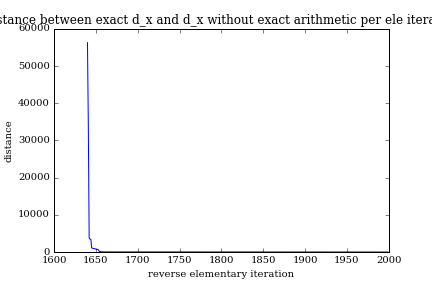 stance between exact d_x and d_x without exact arithmetic per ele itera
60000
50000
40000
30000
20000
10000
0
distance
1600 1650 1700 1750 1800 1850 1900 1950 2000
reverse elementary iteration